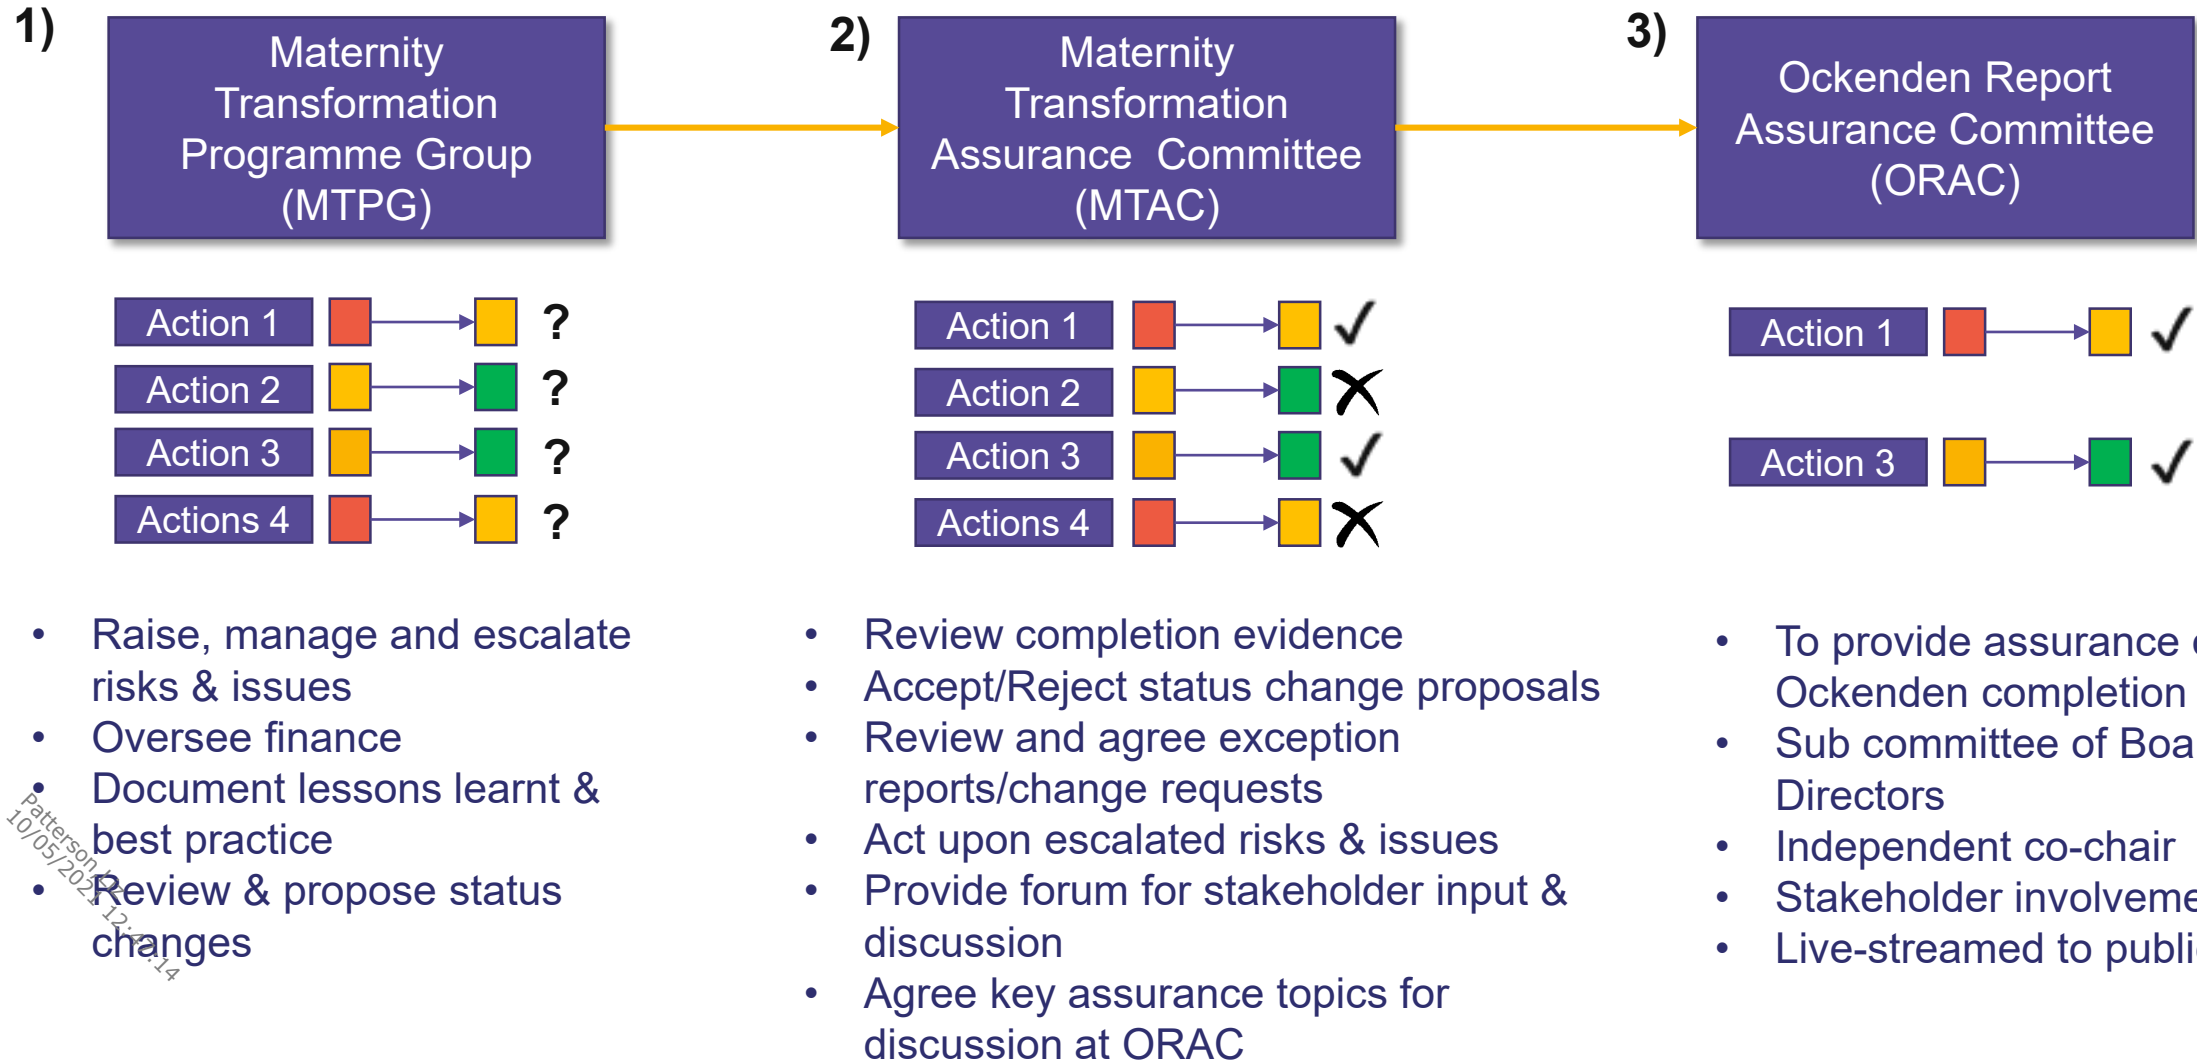 1)
Maternity
Transformation
Programme Group
(MTPG)
2)
Maternity
Transformation
Assurance Committee
(MTAC)
3)
Ockenden Report
Assurance Committee
(ORAC)
Action 1
?
Action 2
?
Action 3
?
Actions 4
?
Action 1
Action 2
Action 3
Actions 4
Action 1
Action 3
• Raise, manage and escalate
risks & issues
• Oversee finance
• Document lessons learnt &
best practice
• Review & propose status
changes
• Review completion evidence
• Accept/Reject status change proposals
• Review and agree exception
reports/change requests
• Act upon escalated risks & issues
• Provide forum for stakeholder input &
discussion
• Agree key assurance topics for
discussion at ORAC
• To provide assurance
Ockenden completion
• Sub committee of
Directors
• Independent co-chair
• Stakeholder
• Live-streamed to
Patterson
10/05/2021